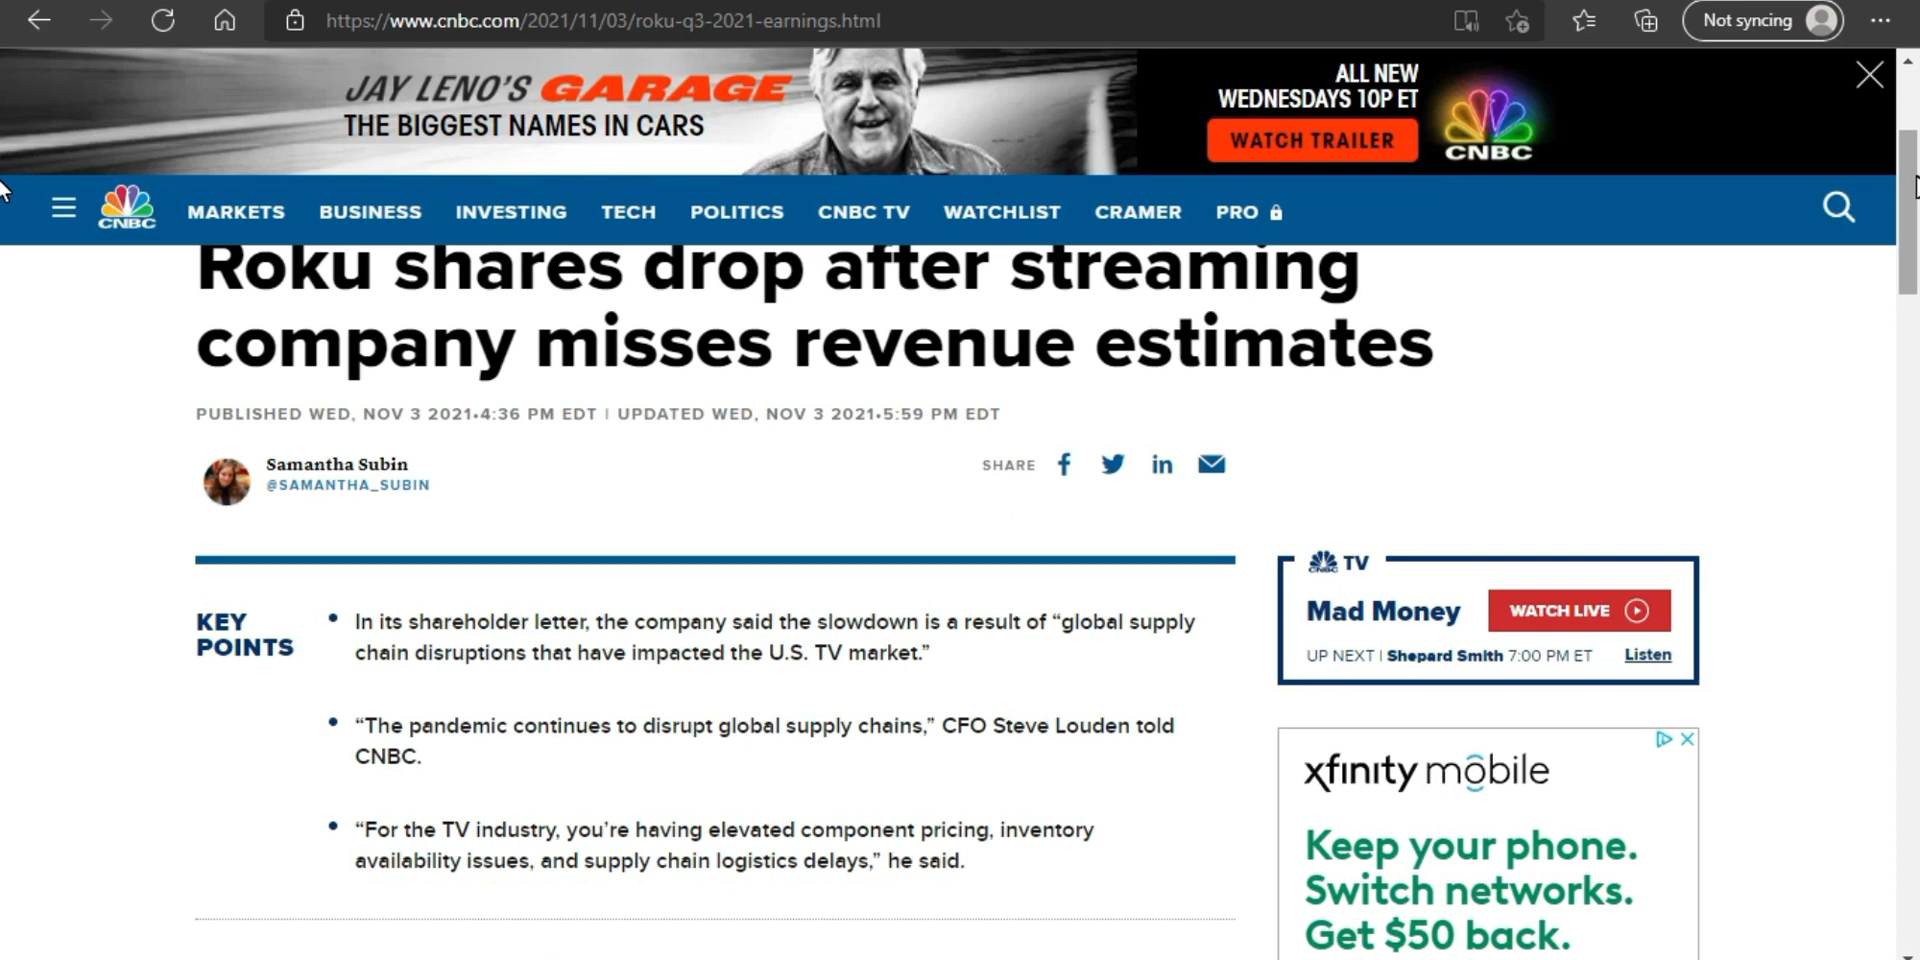 https://www.cnbc.com/2021/11/03/roku-q3-2021-earnings.html
Not syncing
JAY LENO'S GARAGE
THE BIGGEST NAMES IN CARS
ALL NEW
WEDNESDAYS 10P ET
WATCH TRAILER
CNBC
CNBC
MARKETS BUSINESS INVESTING TECH POLITICS CNBC TV WATCHLIST CRAMER PRO
Roku shares drop after streaming
company misses revenue estimates
PUBLISHED WED, NOV 3 2021•4:36 PM EDT | UPDATED WED, NOV 3 2021•5:59 PM EDT
Samantha Subin
@SAMANTHA_SUBIN
SHARE
KEY
POINTS
• In its shareholder letter, the company said the slowdown is a result of “global supply
chain disruptions that have impacted the U.S. TV market.”
• “The pandemic continues to disrupt global supply chains,” CFO Steve Louden told
CNBC.
• “For the TV industry, you’re having elevated component pricing, inventory
availability issues, and supply chain logistics delays,” he said.
CNBC TV
Mad Money
WATCH LIVE
UP NEXT | Shepard Smith 7:00 PM ET
Listen
xfinity mobile
Keep your phone.
Switch networks.
Get $50 back.